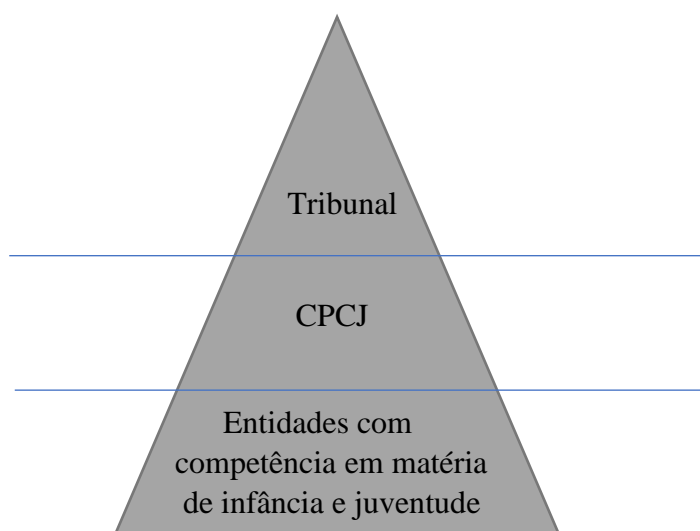 Tribunal
CPCJ
Entidades com
competência em matéria
de infância e juventude